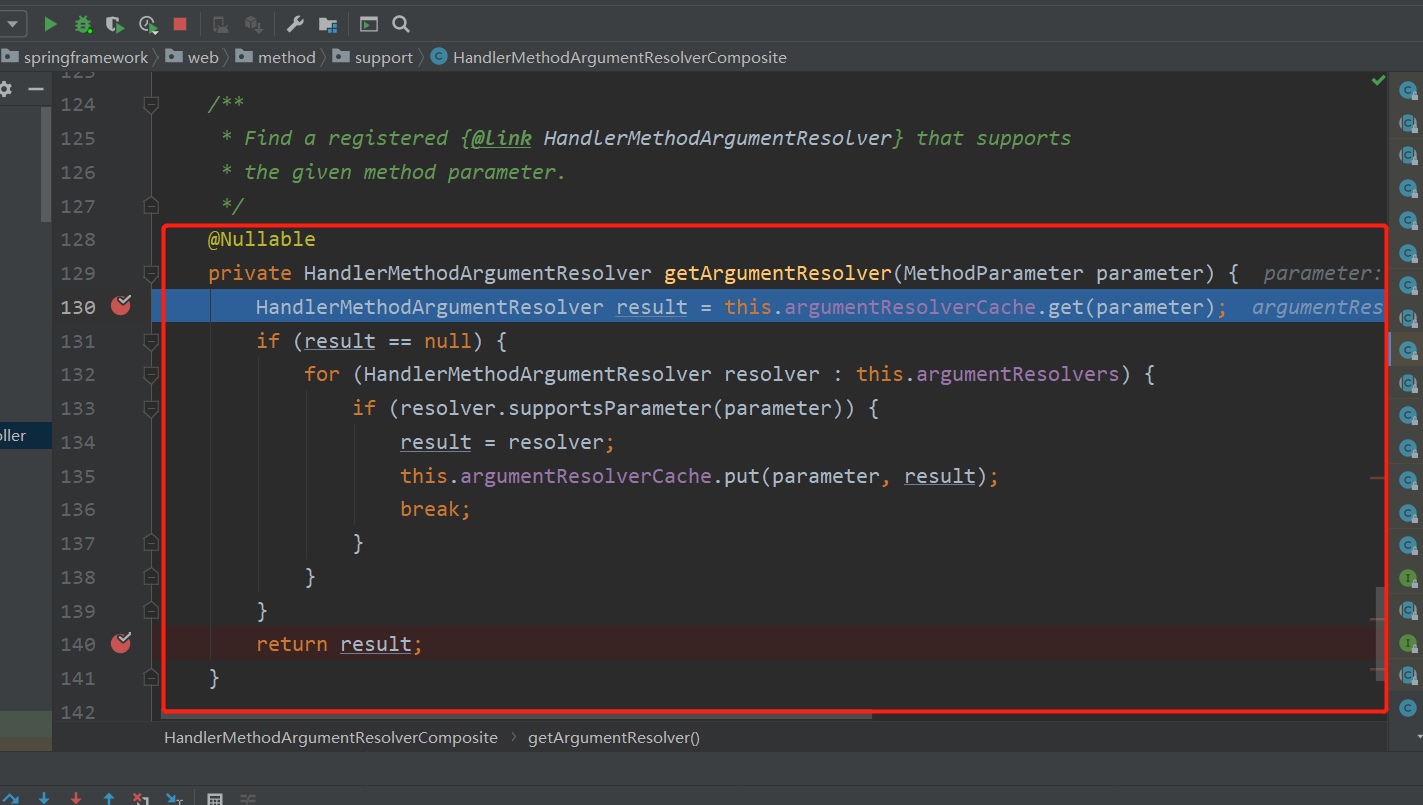 springframework web method support HandlerMethodArgumentResolverComposite
124 /**
125 * Find a registered {@link HandlerMethodArgumentResolver} that supports
126 * the given method parameter.
127 */
128 @Nullable
129 private HandlerMethodArgumentResolver getArgumentResolver(MethodParameter parameter) { parameter:
130 HandlerMethodArgumentResolver result = this.argumentResolverCache.get(parameter); argumentRes
131 if (result == null) {
132 for (HandlerMethodArgumentResolver resolver : this.argumentResolvers) {
133 if (resolver.supportsParameter(parameter)) {
134 result = resolver;
135 this.argumentResolverCache.put(parameter, result);
136 break;
137 }
138 }
139 }
140 return result;
141 }
142
oller
HandlerMethodArgumentResolverComposite › getArgumentResolver()